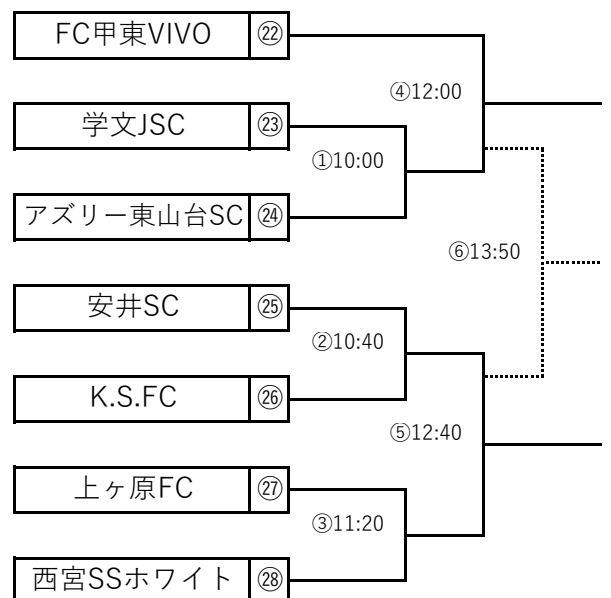 FC甲東VIVO ㉒
④12:00
学文JSC ㉓
①10:00
アズリー東山台SC ㉔
⑥13:50
安井SC ㉕
②10:40
K.S.FC ㉖
⑤12:40
上ヶ原FC ㉗
③11:20
西宮SSホワイト ㉘